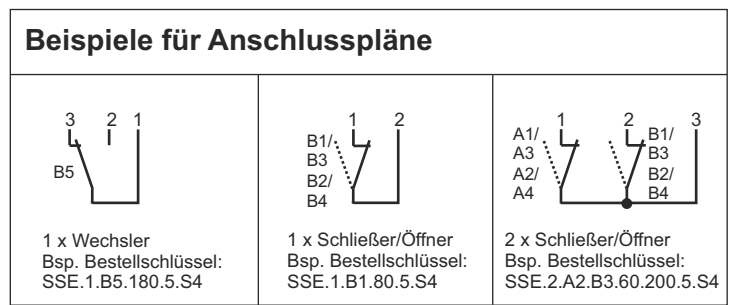 Beispiele für Anschlusspläne
3 2 1
B5
1 x Wechsler
Bsp. Bestellschlüssel:
SSE.1.B5.180.5.S4
1 2
B1/
B3
B2/
B4
1 x Schließer/Öffner
Bsp. Bestellschlüssel:
SSE.1.B1.80.5.S4
1 2 3
A1/
A3
A2/
A4
B1/
B3
B2/
B4
2 x Schließer/Öffner
Bsp. Bestellschlüssel:
SSE.2.A2.B3.60.200.5.S4